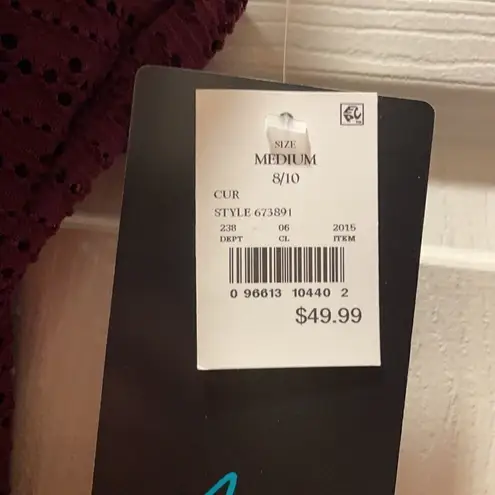 SIZE
MEDIUM
8/10
CUR
STYLE 673891
238 06 2015
DEPT CL ITEM
0 96613 10440 2
$49.99